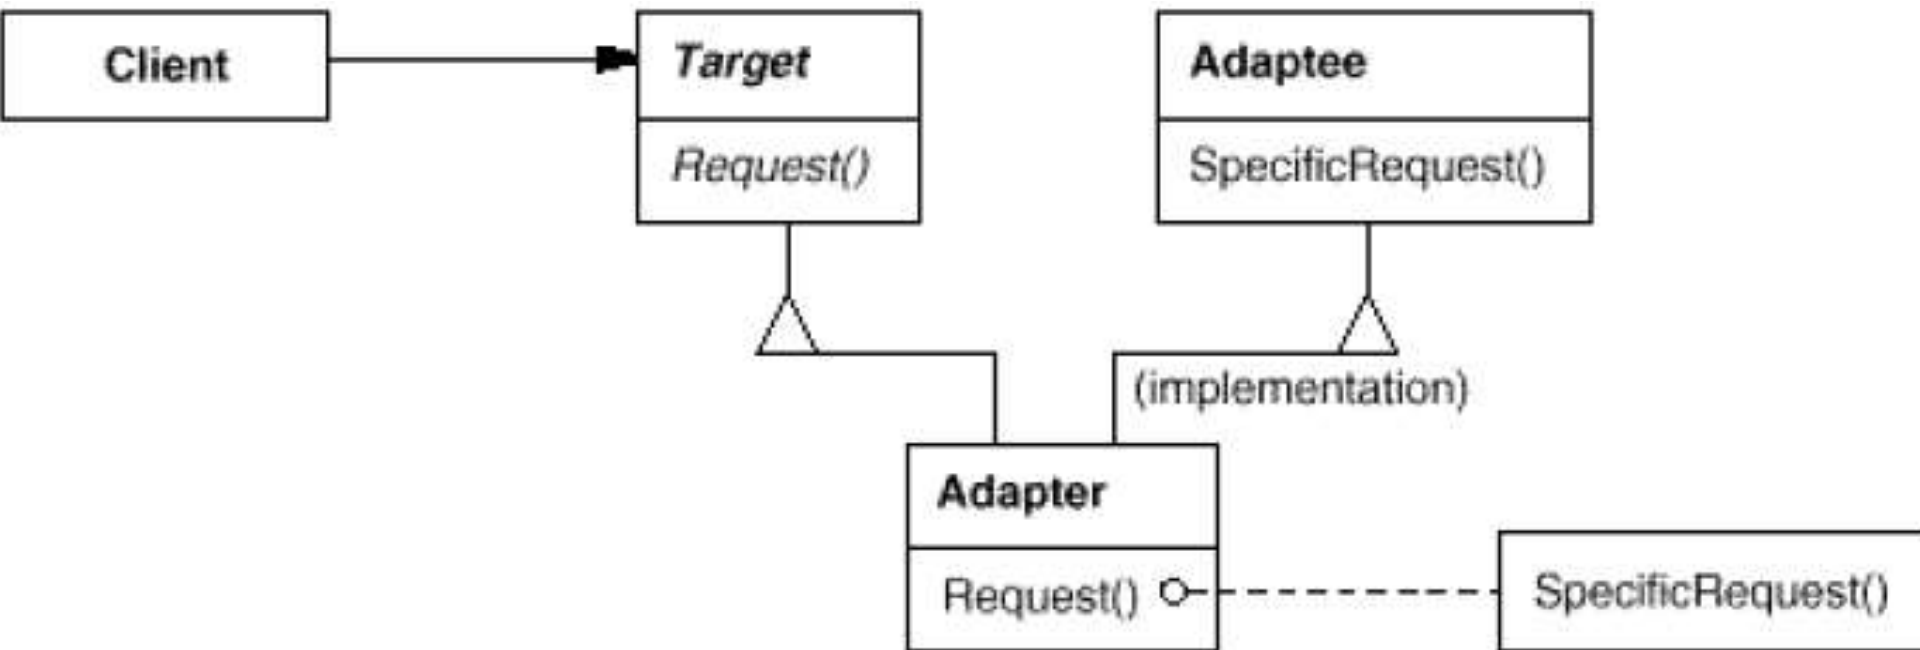 Client
Target
Request()
Adaptee
SpecificRequest()
(implementation)
Adapter
Request()
SpecificRequest()